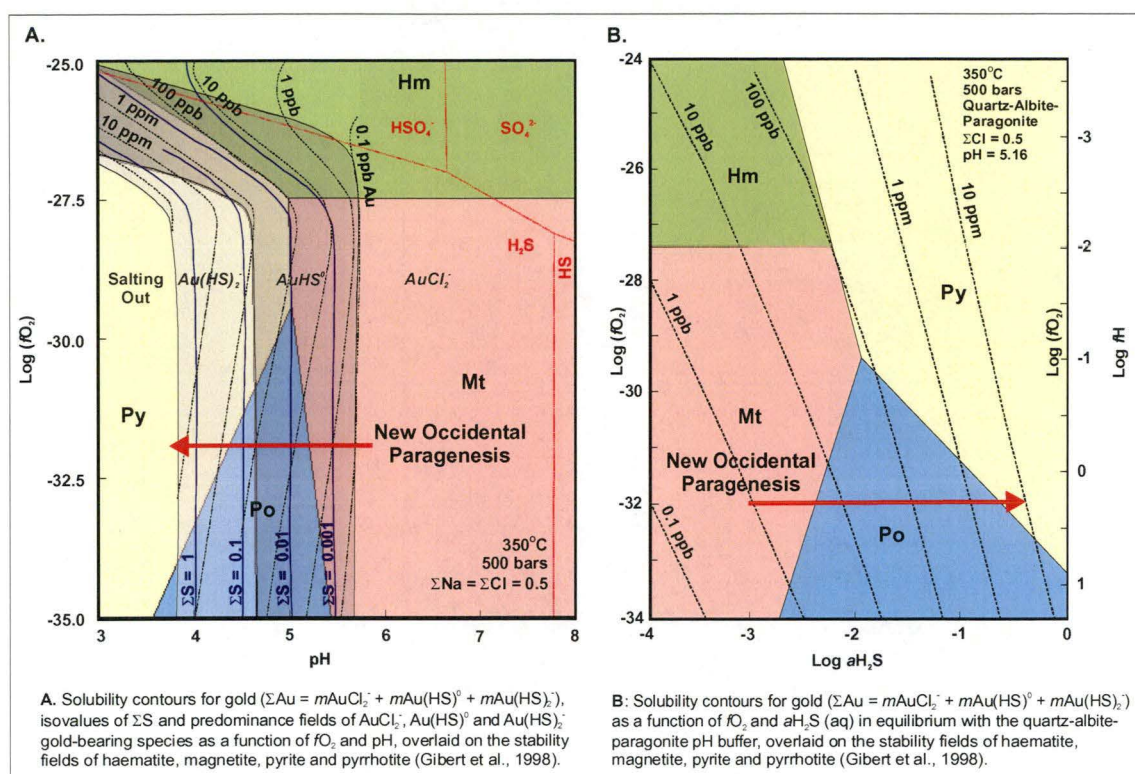 A.
-25.0
-27.5
-30.0
-32.5
-35.0
Log (fO₂)
3
4
5
6
7
8
pH
1 ppm
10 ppm
100 ppb
10 ppb
1 ppb
0.1 ppb Au
Hm
HSO₄⁻
SO₄²⁻
H₂S
HS
Salting
Out
Au(HS)₂⁻
AuHS⁰
AuCl₂⁻
Py
Mt
New Occidental
Paragenesis
Po
ΣS = 1
ΣS = 0.1
ΣS = 0.01
ΣS = 0.001
350°C
500 bars
ΣNa = ΣCl = 0.5
A. Solubility contours for gold (ΣAu = mAuCl₂⁻ + mAu(HS)⁰ + mAu(HS)₂⁻),
isovalues of ΣS and predominance fields of AuCl₂⁻, Au(HS)⁰ and Au(HS)₂⁻
gold-bearing species as a function of fO₂ and pH, overlaid on the stability
fields of haematite, magnetite, pyrite and pyrrhotite (Gibert et al., 1998).
B.
-24
-26
-28
-30
-32
-34
Log (fO₂)
-4
-3
-2
-1
0
Log aH₂S
10 ppb
100 ppb
1 ppm
10 ppm
1 ppb
0.1 ppb
350°C
500 bars
Quartz-Albite-
Paragonite
ΣCl = 0.5
pH = 5.16
Hm
Py
Mt
New Occidental
Paragenesis
Po
-3
-2
-1
0
1
Log (fO₂)
Log fH
B: Solubility contours for gold (ΣAu = mAuCl₂⁻ + mAu(HS)⁰ + mAu(HS)₂⁻)
as a function of fO₂ and aH₂S (aq) in equilibrium with the quartz-albite-
paragonite pH buffer, overlaid on the stability fields of haematite,
magnetite, pyrite and pyrrhotite (Gibert et al., 1998).